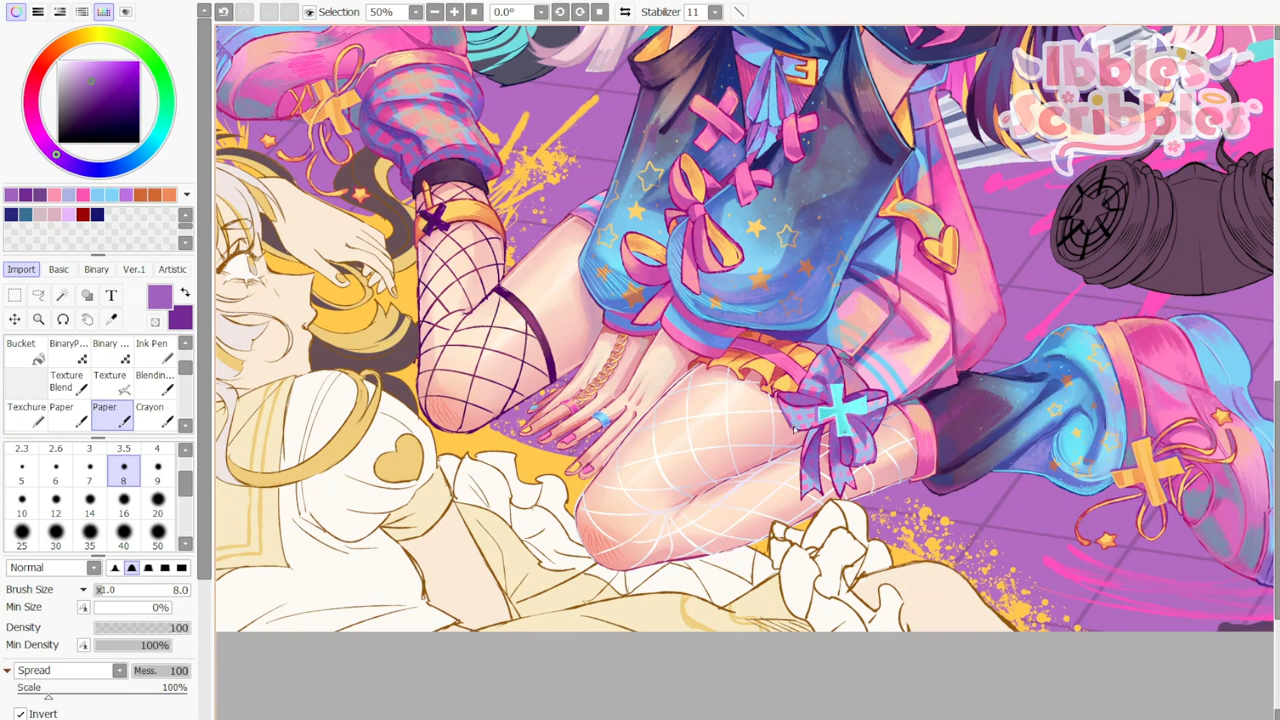 Selection 50% 0.0° Stabilizer 11
Ibbles
Scribbles
Import Basic Binary Ver.1 Artistic
T
Bucket BinaryP... Binary ... Ink Pen
Texture Blend Texture ... Blendin...
Texchure Paper Paper Crayon
2.3 2.6 3 3.5 4
5 6 7 8 9
10 12 14 16 20
25 30 35 40 50
Normal
Brush Size x1.0 8.0
Min Size 0%
Density 100
Min Density 100%
Spread Mess. 100
Scale 100%
Invert